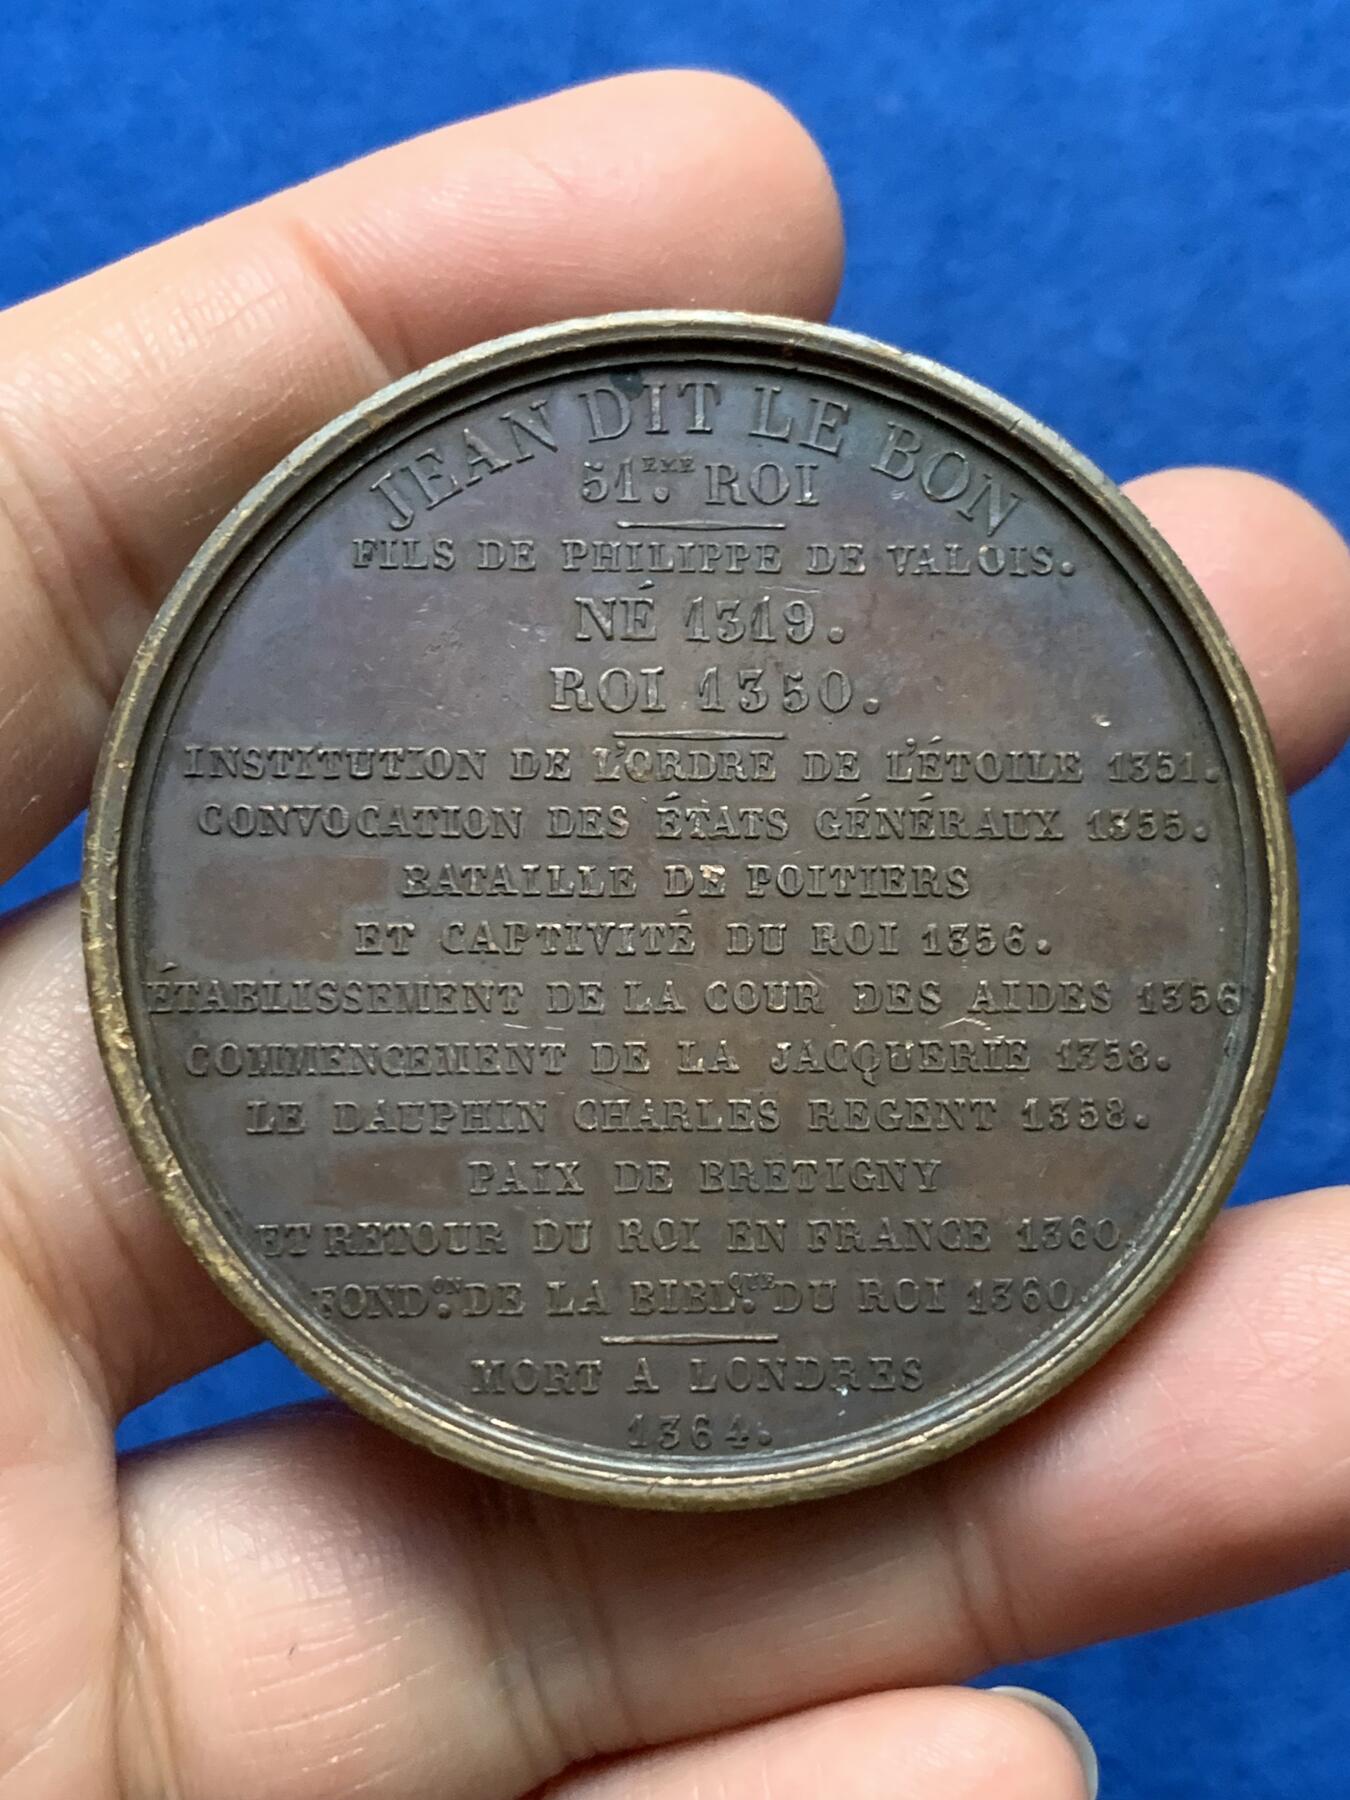 JEAN DIT LE BON
51.EME ROI
FILS DE PHILIPPE DE VALOIS.
NÉ 1319.
ROI 1350.
INSTITUTION DE L'ORDRE DE L'ÉTOILE 1351.
CONVOCATION DES ÉTATS GÉNÉRAUX 1355.
BATAILLE DE POITIERS
ET CAPTIVITÉ DU ROI 1356.
ÉTABLISSEMENT DE LA COUR DES AIDES 1356
COMMENCEMENT DE LA JACQUERIE 1358.
LE DAUPHIN CHARLES REGENT 1358.
PAIX DE BRETIGNY
ET RETOUR DU ROI EN FRANCE 1360.
FOND.ON DE LA BIBL.QUE DU ROI 1360.
MORT A LONDRES
1364.